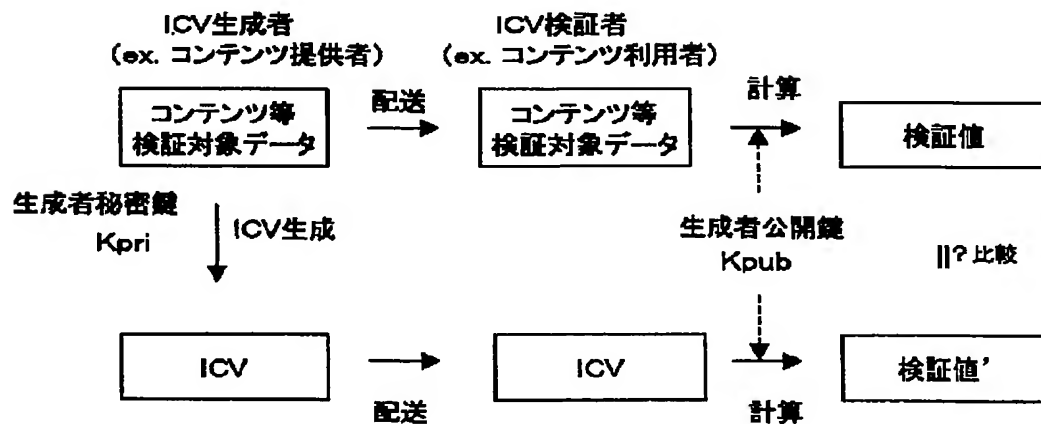 ICV生成者
(ex. コンテンツ提供者)
ICV検証者
(ex. コンテンツ利用者)
コンテンツ等
検証対象データ
配送
コンテンツ等
検証対象データ
計算
検証値
生成者秘密鍵
Kpri
ICV生成
生成者公開鍵
Kpub
||?比較
ICV
配送
ICV
計算
検証値'